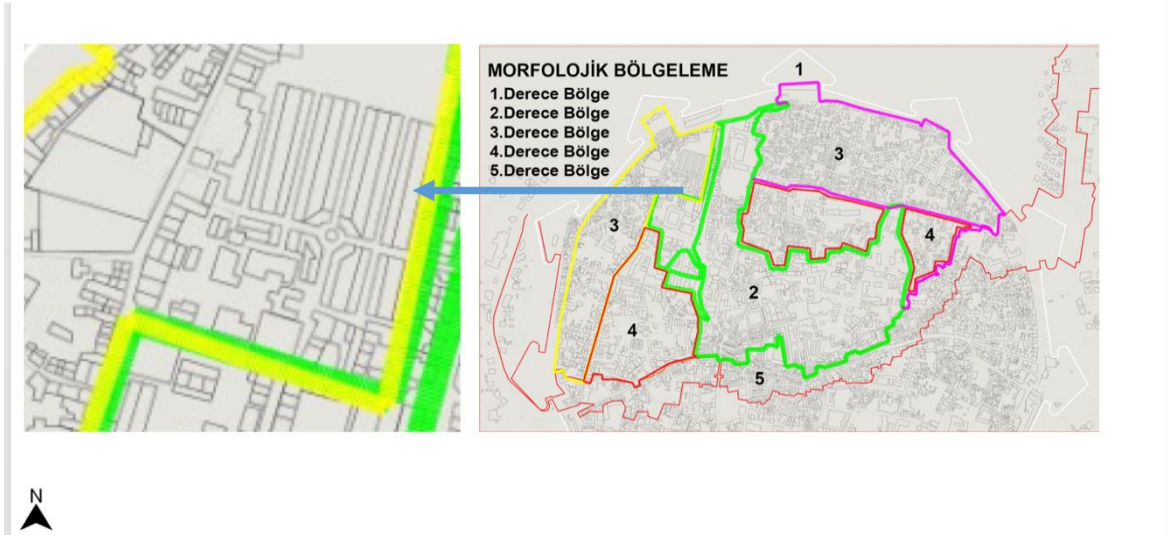 MORFOLOJİK BÖLGELEME
1.Derece Bölge
2.Derece Bölge
3.Derece Bölge
4.Derece Bölge
5.Derece Bölge
1
3
3
4
2
4
5
N